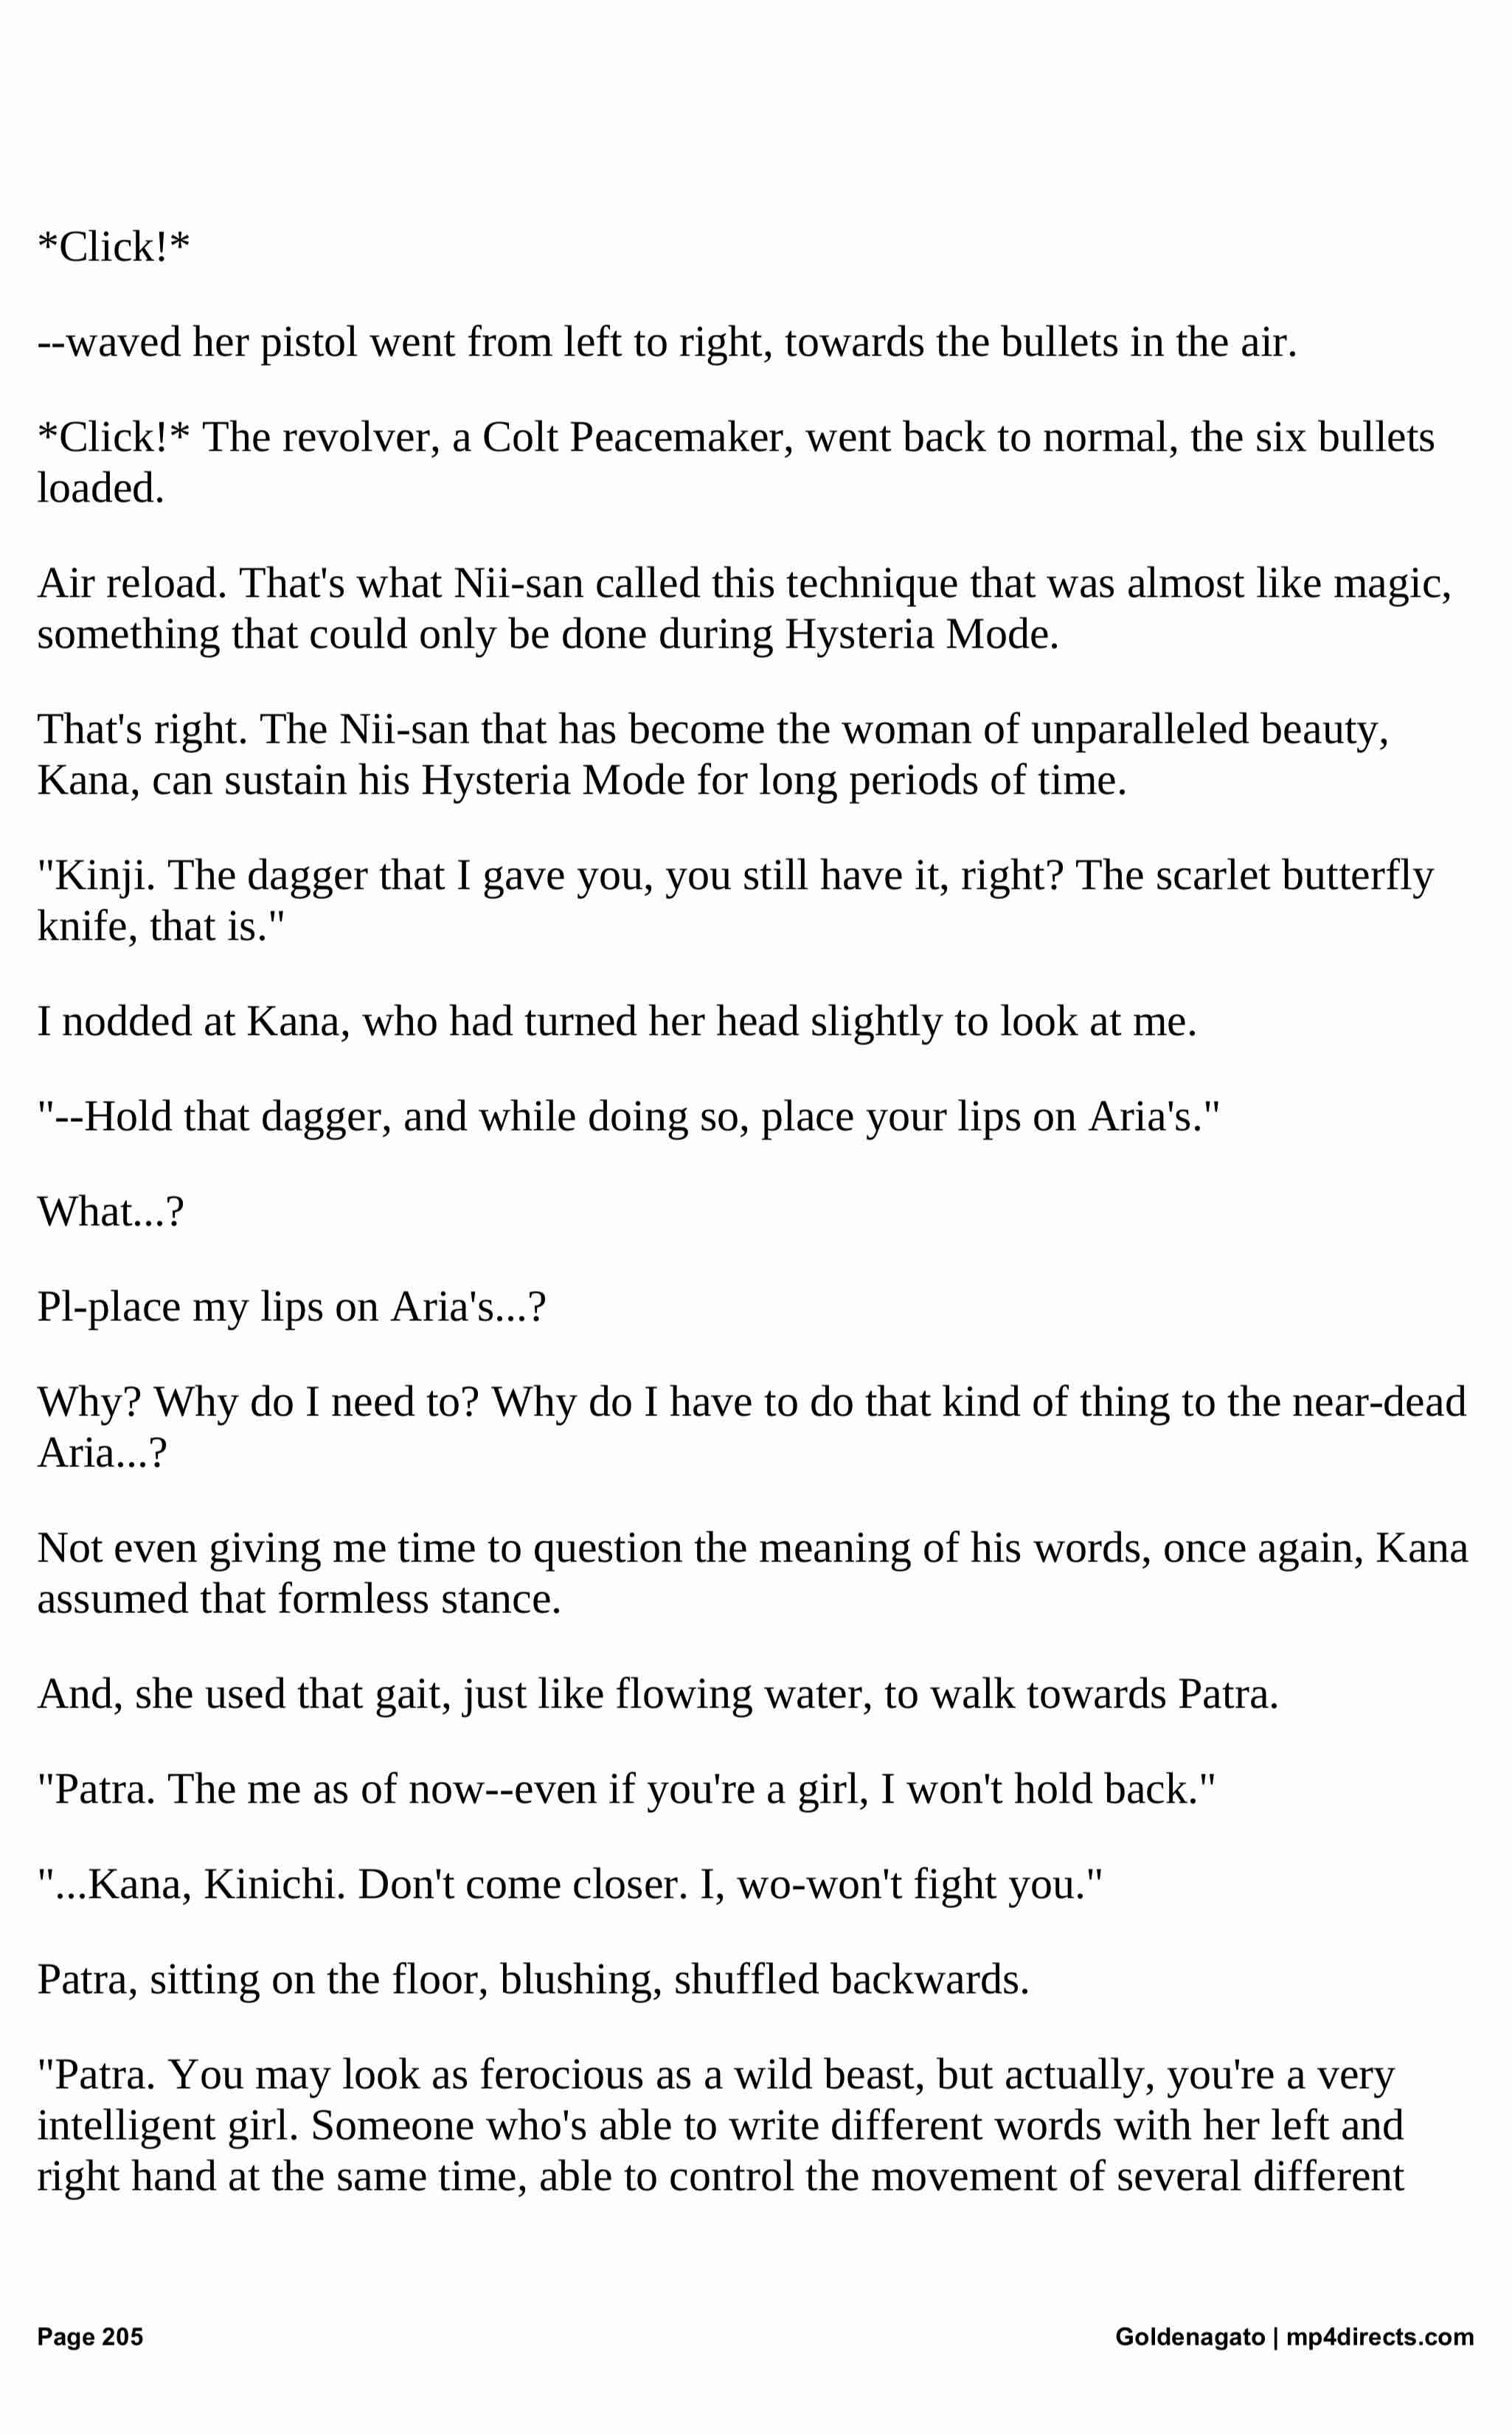 *Click!*
--waved her pistol went from left to right, towards the bullets in the air.
*Click!* The revolver, a Colt Peacemaker, went back to normal, the six bullets
loaded.
Air reload. That's what Nii-san called this technique that was almost like magic,
something that could only be done during Hysteria Mode.
That's right. The Nii-san that has become the woman of unparalleled beauty,
Kana, can sustain his Hysteria Mode for long periods of time.
"Kinji. The dagger that I gave you, you still have it, right? The scarlet butterfly
knife, that is."
I nodded at Kana, who had turned her head slightly to look at me.
"--Hold that dagger, and while doing so, place your lips on Aria's."
What...?
Pl-place my lips on Aria's...?
Why? Why do I need to? Why do I have to do that kind of thing to the near-dead
Aria...?
Not even giving me time to question the meaning of his words, once again, Kana
assumed that formless stance.
And, she used that gait, just like flowing water, to walk towards Patra.
"Patra. The me as of now--even if you're a girl, I won't hold back."
"...Kana, Kinichi. Don't come closer. I, wo-won't fight you."
Patra, sitting on the floor, blushing, shuffled backwards.
"Patra. You may look as ferocious as a wild beast, but actually, you're a very
intelligent girl. Someone who's able to write different words with her left and
right hand at the same time, able to control the movement of several different
Page 205
Goldenagato | mp4directs.com